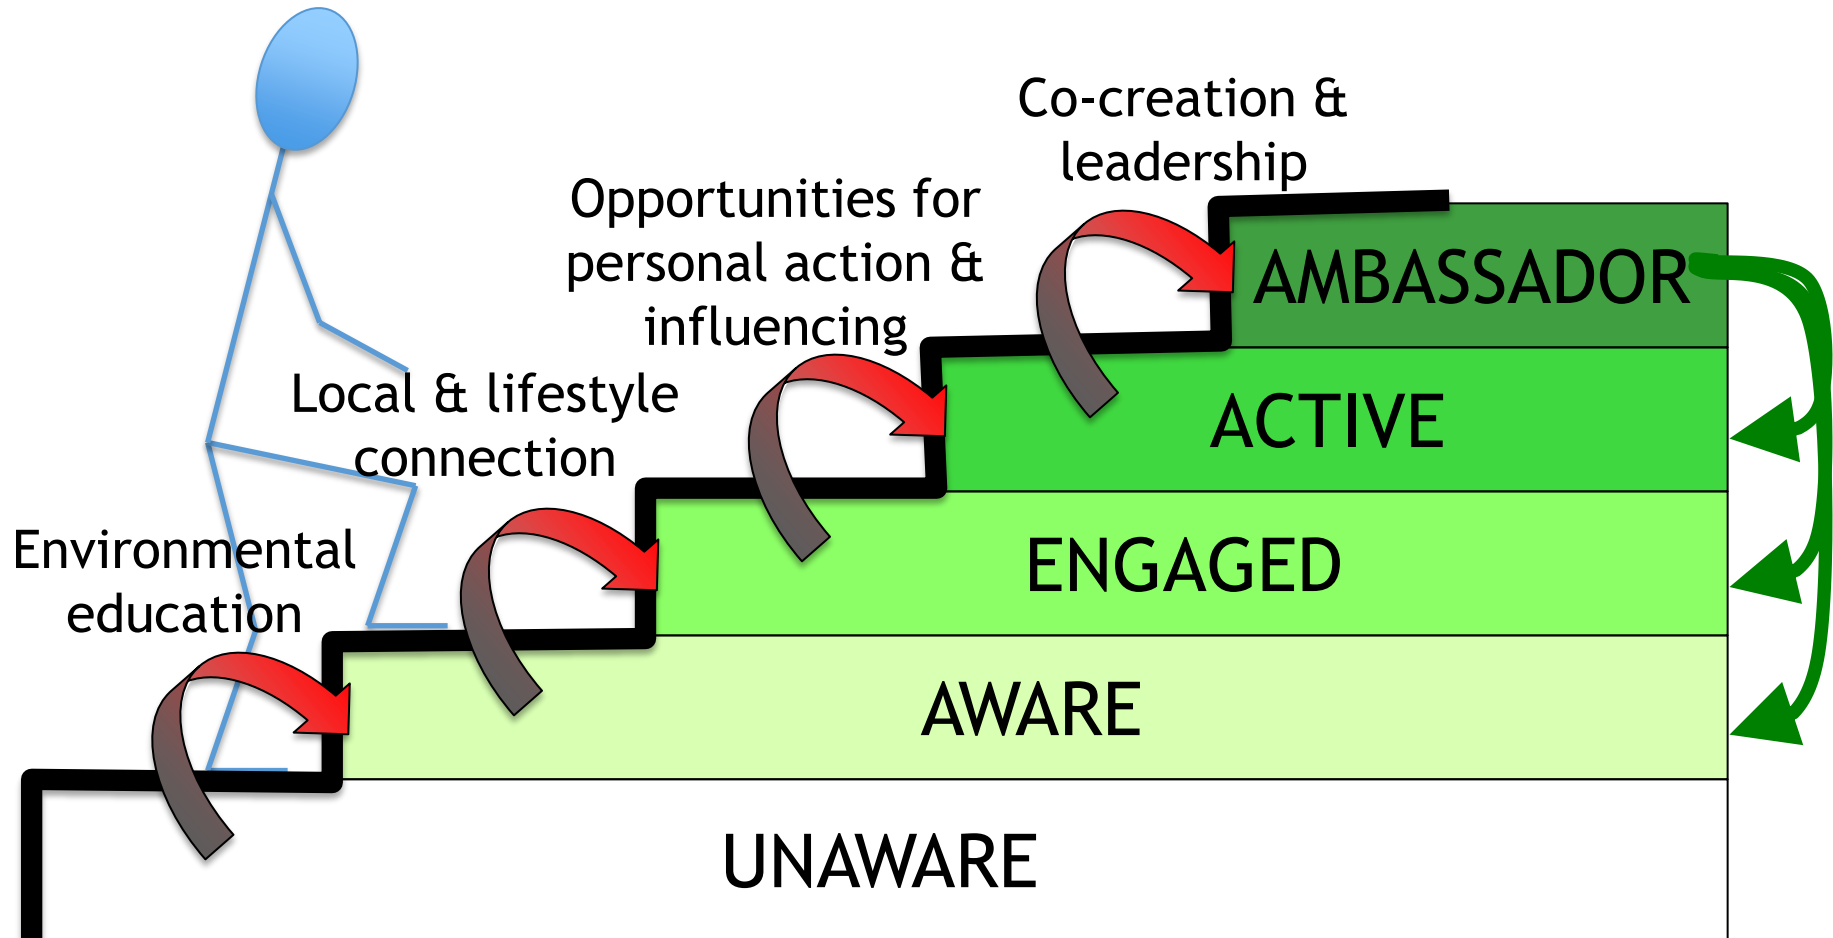 Co-creation &
leadership
Opportunities for
personal action &
influencing
Local & lifestyle
connection
Environmental
education
AMBASSADOR
ACTIVE
ENGAGED
AWARE
UNAWARE